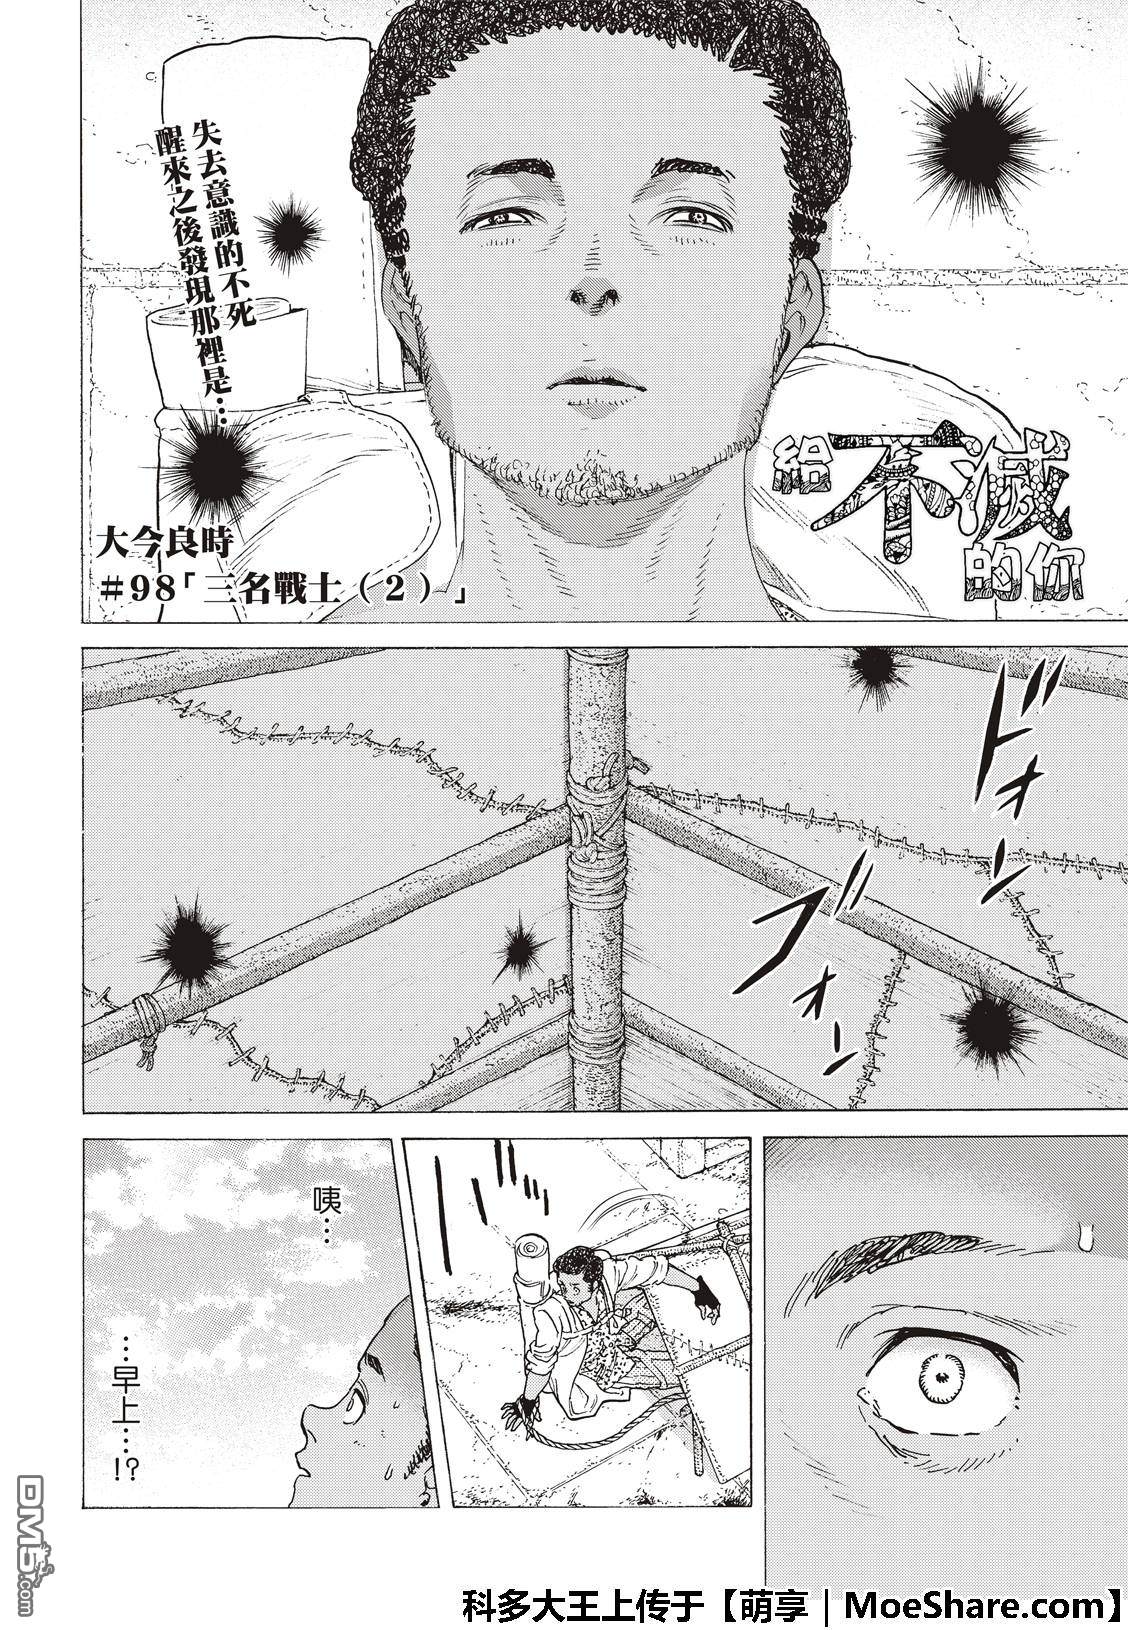 失去意識的不死
醒來之後發現那裡是…
給不滅
的你
大今良時
＃98「三名戰士（2）」
ドォン
ブォン
咦…
…早上…!?
DM5.com
科多大王上传于【萌享｜MoeShare.com】